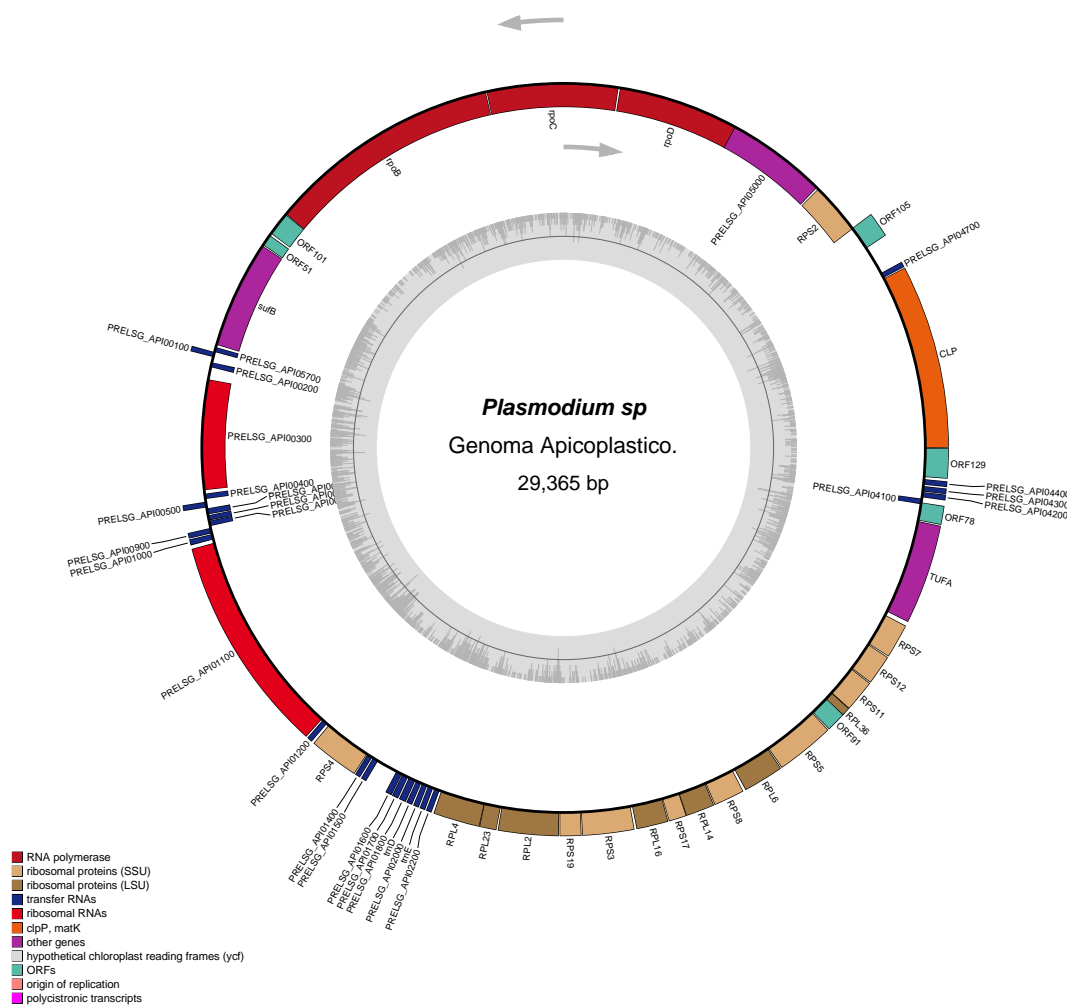 rpoC
rpoD
rpoB
PRELSG_API05000
RPS2
ORF105
PRELSG_API04700
CLP
ORF129
PRELSG_API04400
PRELSG_API04300
PRELSG_API04200
PRELSG_API04100
ORF78
TUFA
RPS7
RPS12
RPS11
RPL36
ORF91
RPS5
RPL6
RPS8
RPL14
RPS17
RPL16
RPS3
RPS19
RPL2
RPL23
RPL4
PRELSG_API02200
trnE
PRELSG_API02000
trnD
PRELSG_API01800
PRELSG_API01700
PRELSG_API01600
PRELSG_API01500
PRELSG_API01400
RPS4
PRELSG_API01200
PRELSG_API01100
PRELSG_API01000
PRELSG_API00900
PRELSG_API00500
PRELSG_API00400
PRELSG_API00300
PRELSG_API00200
PRELSG_API05700
PRELSG_API00100
sufB
ORF51
ORF101
Plasmodium sp
Genoma Apicoplastico.
29,365 bp
RNA polymerase
ribosomal proteins (SSU)
ribosomal proteins (LSU)
transfer RNAs
ribosomal RNAs
clpP, matK
other genes
hypothetical chloroplast reading frames (ycf)
ORFs
origin of replication
polycistronic transcripts